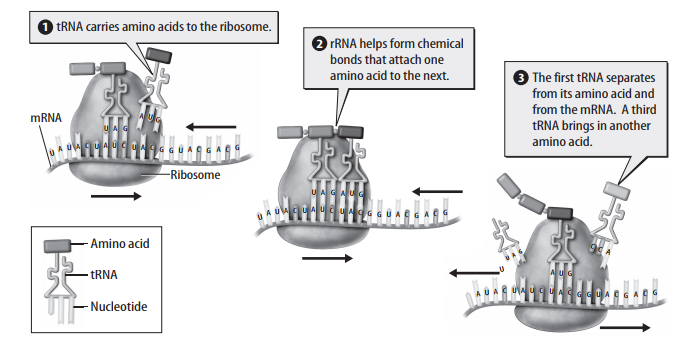 1 tRNA carries amino acids to the ribosome.
mRNA
U A G
A U G
U A U A C U A U C U A C G G U A C G A C G
Ribosome
Amino acid
tRNA
Nucleotide
2 rRNA helps form chemical
bonds that attach one
amino acid to the next.
U A G A U G
U A U A C U A U C U A C G G U A C G A C G
3 The first tRNA separates
from its amino acid and
from the mRNA. A third
tRNA brings in another
amino acid.
U A G
C A
U
A U G
A U A C U A U C U A C G G U A C G A C G